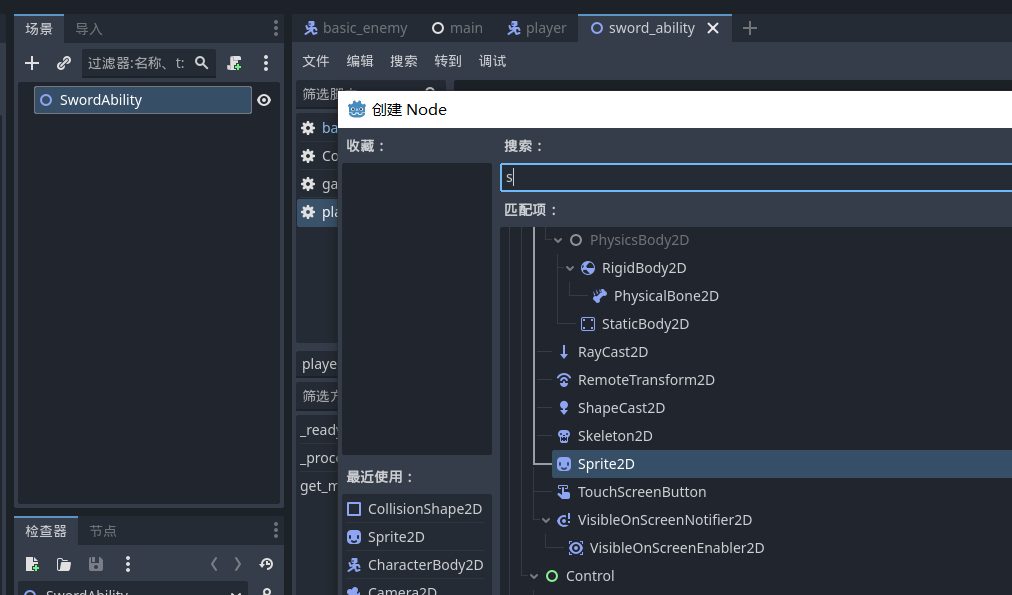 场景 导入
过滤器:名称、t:
SwordAbility
basic_enemy main player sword_ability
文件 编辑 搜索 转到 调试
筛选
ba
Co
ga
pla
playe
筛选方
_ready
_proc
get_m
创建 Node
收藏：
搜索：
s
匹配项：
PhysicsBody2D
RigidBody2D
PhysicalBone2D
StaticBody2D
RayCast2D
RemoteTransform2D
ShapeCast2D
Skeleton2D
Sprite2D
TouchScreenButton
VisibleOnScreenNotifier2D
VisibleOnScreenEnabler2D
Control
最近使用：
CollisionShape2D
Sprite2D
CharacterBody2D
Camera2D
检查器 节点
SwordAbility